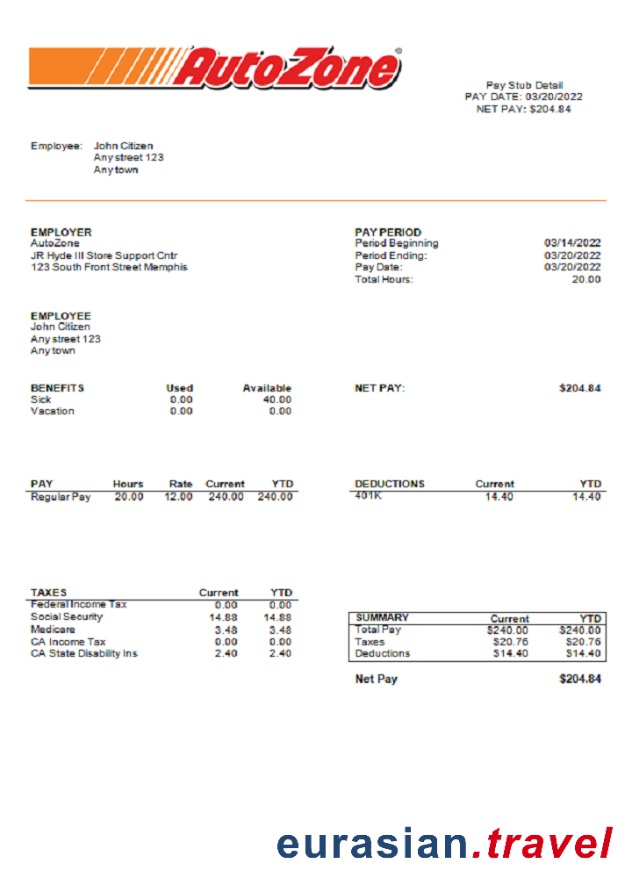 AutoZone®
Pay Stub Detail
PAY DATE: 03/20/2022
NET PAY: $204.84
Employee: John Citizen
Any street 123
Any town
EMPLOYER
AutoZone
JR Hyde III Store Support Cntr
123 South Front Street Memphis
PAY PERIOD
Period Beginning 03/14/2022
Period Ending: 03/20/2022
Pay Date: 03/20/2022
Total Hours: 20.00
EMPLOYEE
John Citizen
Any street 123
Any town
BENEFITS Used Available
Sick 0.00 40.00
Vacation 0.00 0.00
NET PAY: $204.84
PAY Hours Rate Current YTD
Regular Pay 20.00 12.00 240.00 240.00
DEDUCTIONS Current YTD
401K 14.40 14.40
TAXES Current YTD
Federal Income Tax 0.00 0.00
Social Security 14.88 14.88
Medicare 3.48 3.48
CA Income Tax 0.00 0.00
CA State Disability Ins 2.40 2.40
SUMMARY Current YTD
Total Pay $240.00 $240.00
Taxes $20.76 $20.76
Deductions $14.40 $14.40
Net Pay $204.84
eurasian.travel